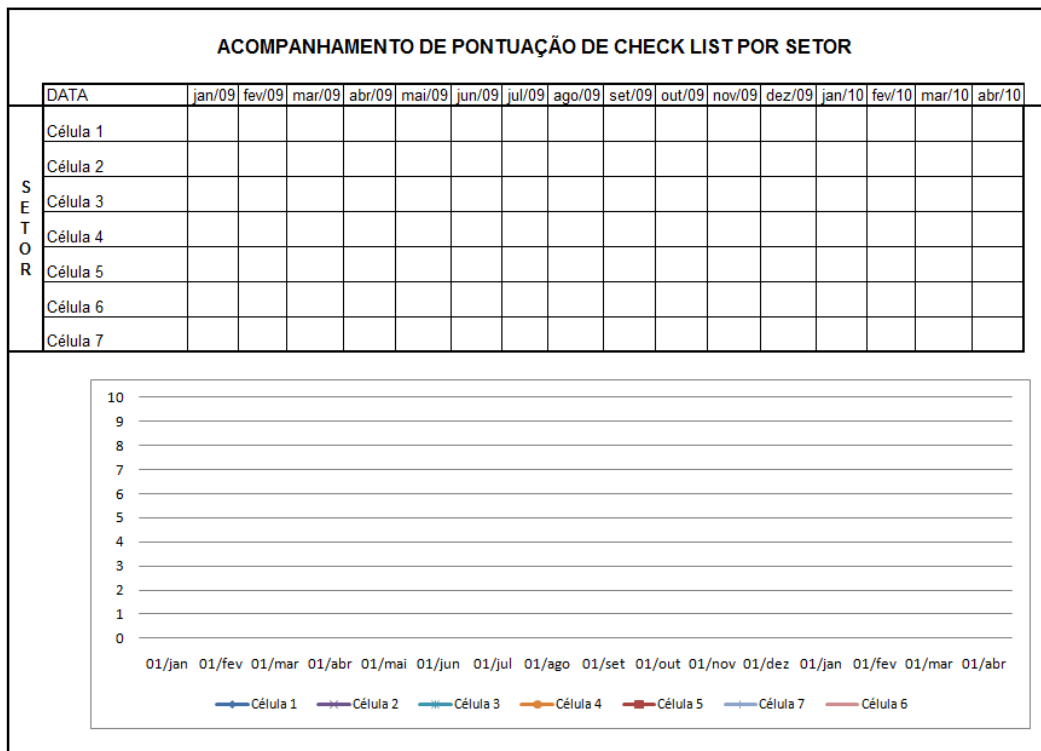 ACOMPANHAMENTO DE PONTUAÇÃO DE CHECK LIST POR SETOR
DATA jan/09 fev/09 mar/09 abr/09 mai/09 jun/09 jul/09 ago/09 set/09 out/09 nov/09 dez/09 jan/10 fev/10 mar/10 abr/10
SETOR
Célula 1
Célula 2
Célula 3
Célula 4
Célula 5
Célula 6
Célula 7
10
9
8
7
6
5
4
3
2
1
0
01/jan 01/fev 01/mar 01/abr 01/mai 01/jun 01/jul 01/ago 01/set 01/out 01/nov 01/dez 01/jan 01/fev 01/mar 01/abr
Célula 1 Célula 2 Célula 3 Célula 4 Célula 5 Célula 7 Célula 6